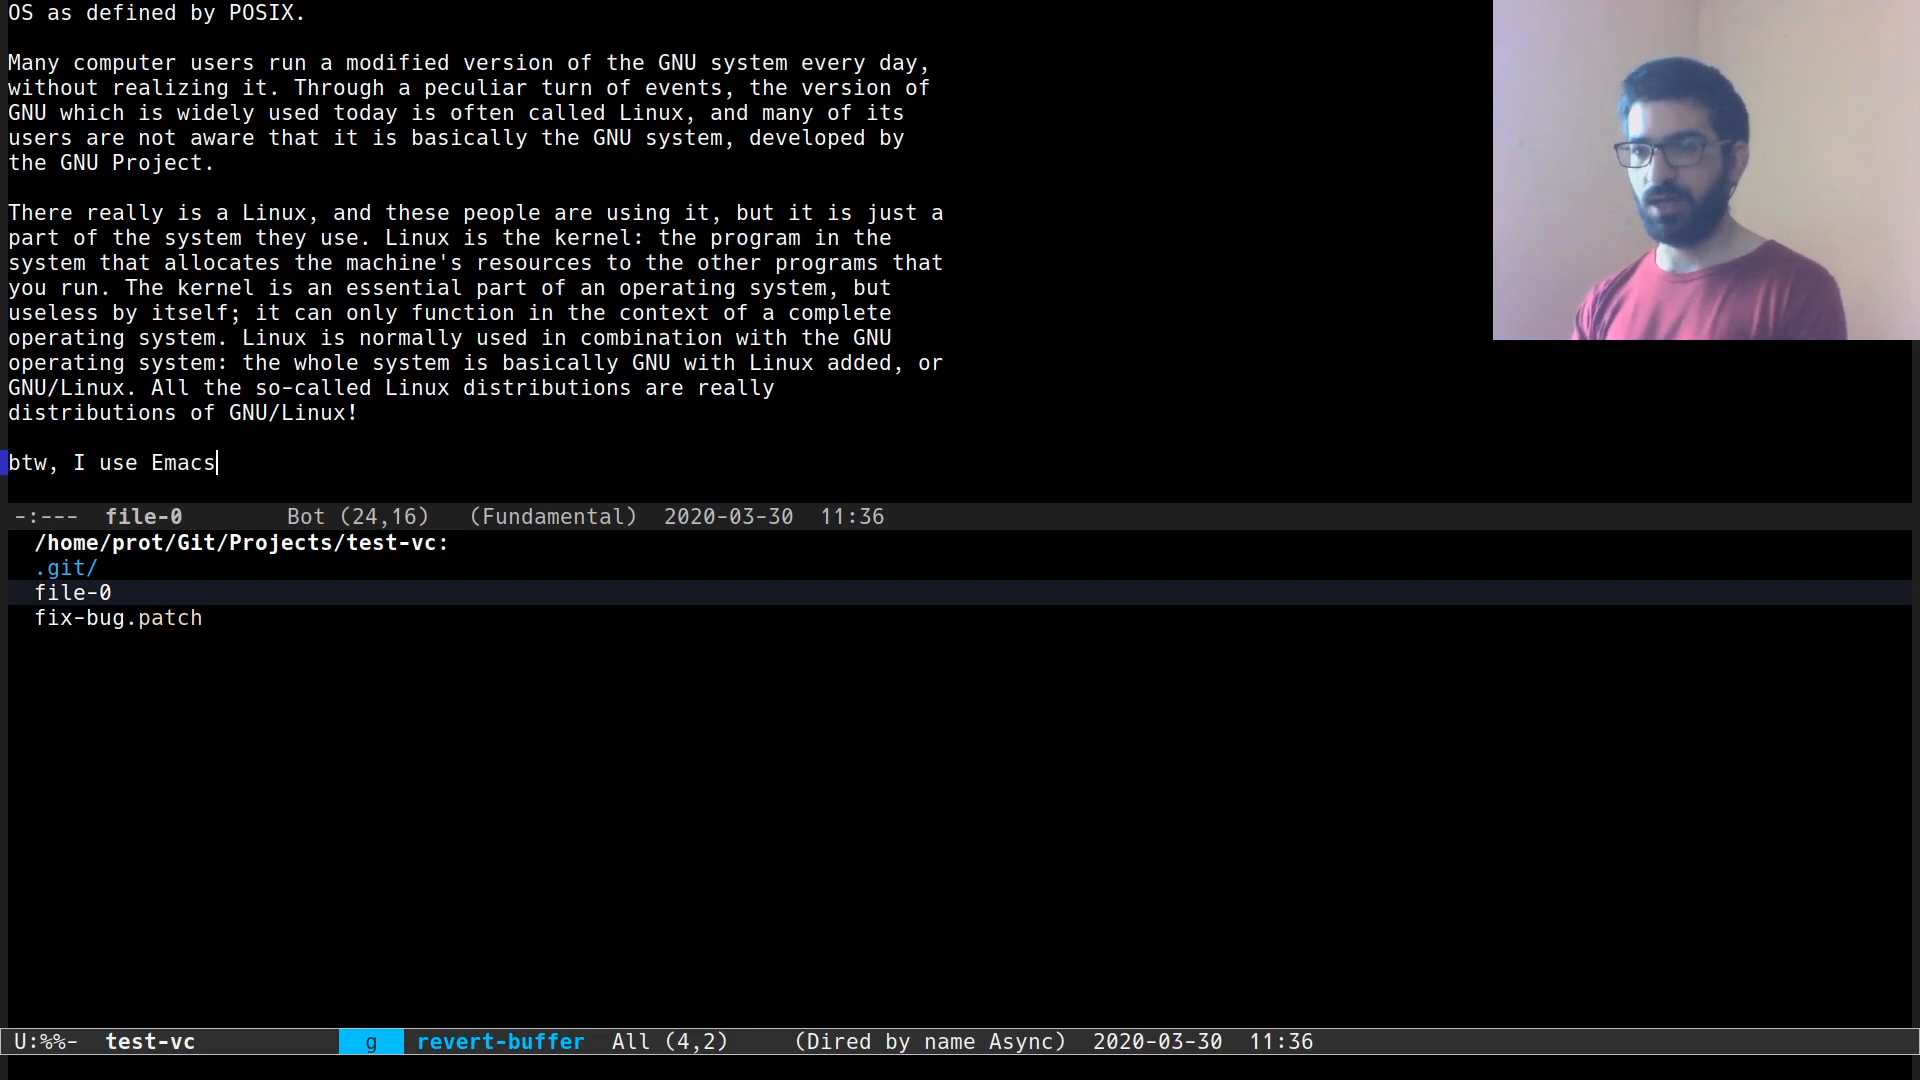 OS as defined by POSIX.
Many computer users run a modified version of the GNU system every day,
without realizing it. Through a peculiar turn of events, the version of
GNU which is widely used today is often called Linux, and many of its
users are not aware that it is basically the GNU system, developed by
the GNU Project.
There really is a Linux, and these people are using it, but it is just a
part of the system they use. Linux is the kernel: the program in the
system that allocates the machine's resources to the other programs that
you run. The kernel is an essential part of an operating system, but
useless by itself; it can only function in the context of a complete
operating system. Linux is normally used in combination with the GNU
operating system: the whole system is basically GNU with Linux added, or
GNU/Linux. All the so-called Linux distributions are really
distributions of GNU/Linux!
btw, I use Emacs
-:--- file-0 Bot (24,16) (Fundamental) 2020-03-30 11:36
/home/prot/Git/Projects/test-vc:
.git/
file-0
fix-bug.patch
U:%%- test-vc g revert-buffer All (4,2) (Dired by name Async) 2020-03-30 11:36